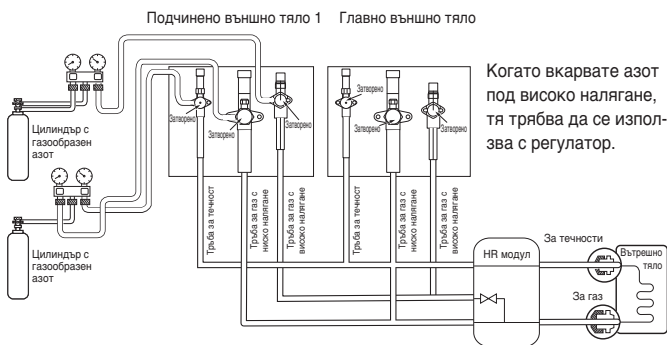 Подчинено външно тяло 1
Главно външно тяло
Когато вкарвате азот
под високо налягане,
тя трябва да се изпол-
зва с регулатор.
Цилиндър с
газообразен
азот
Цилиндър с
газообразен
азот
Затворено
Затворено
Затворено
Затворено
Затворено
Затворено
Тръба за течност
Тръба за газ с
ниско налягане
Тръба за газ с
високо налягане
Тръба за течност
Тръба за газ с
ниско налягане
Тръба за газ с
високо налягане
HR модул
За течности
За газ
Вътрешно
тяло